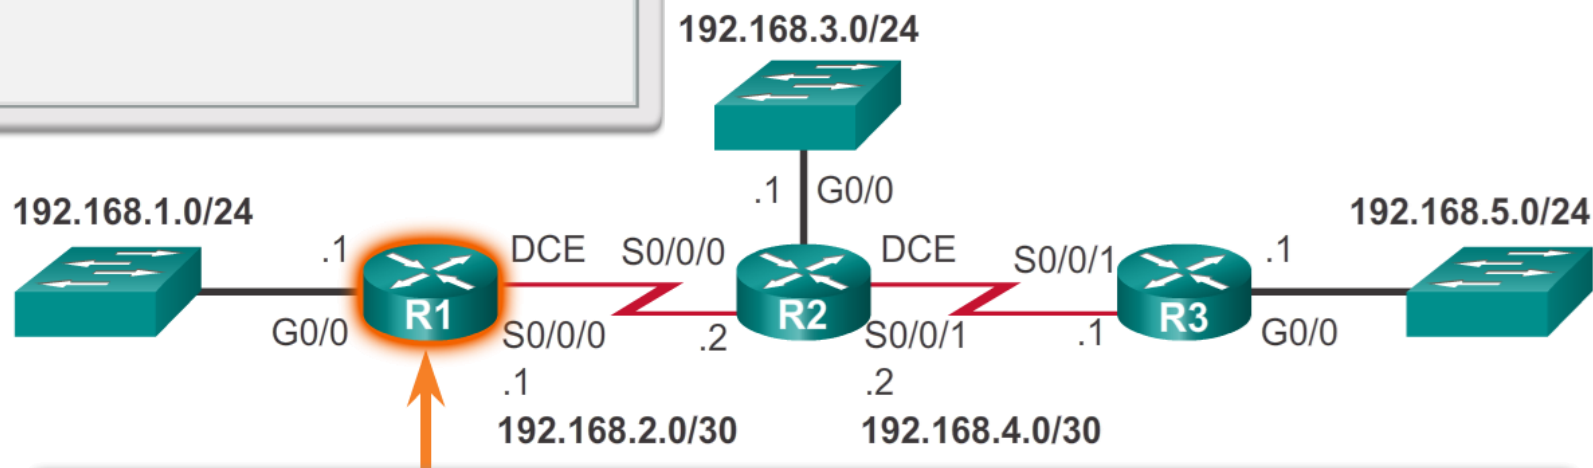 192.168.3.0/24
.1 G0/0
192.168.1.0/24
192.168.5.0/24
.1 DCE S0/0/0 DCE S0/0/1 .1
R1 R2 R3
G0/0 S0/0/0 .2 S0/0/1 .1 G0/0
.1 .2
192.168.2.0/30 192.168.4.0/30